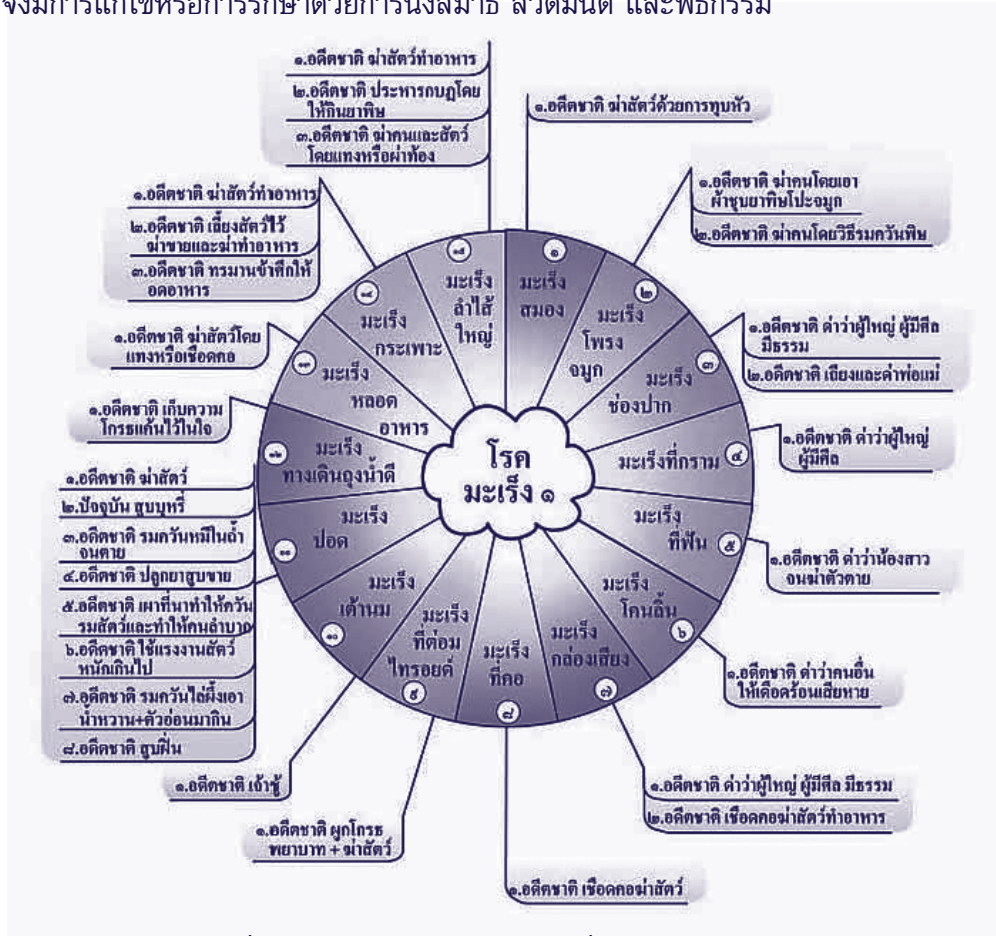 จึงมีการแก้ไขหรือการรักษาด้วยการนั่งสมาธิ สวดมนต์ และพิธีกรรม
๑.อดีตชาติ ฆ่าสัตว์ทำอาหาร
๒.อดีตชาติ ประหารกบฏโดย
ให้กินยาพิษ
๓.อดีตชาติ ฆ่าคนและสัตว์
โดยแทงหรือผ่าท้อง
๑.อดีตชาติ ฆ่าสัตว์ด้วยการทุบหัว
๑.อดีตชาติ ฆ่าคนโดยเอา
ผ้าชุบยาพิษโปะจมูก
๒.อดีตชาติ ฆ่าคนโดยวิธีรมควันพิษ
๑.อดีตชาติ ฆ่าสัตว์ทำอาหาร
๒.อดีตชาติ เลี้ยงสัตว์ไว้
ฆ่าขายและฆ่าทำอาหาร
๓.อดีตชาติ ทรมานข้าศึกให้
อดอาหาร
๑.อดีตชาติ ด่าว่าผู้ใหญ่ ผู้มีศีล
มีธรรม
๒.อดีตชาติ เถียงและด่าพ่อแม่
๑.อดีตชาติ ฆ่าสัตว์โดย
แทงหรือเชือดคอ
๑.อดีตชาติ เก็บความ
โกรธแค้นไว้ในใจ
๑.อดีตชาติ ด่าว่าผู้ใหญ่
ผู้มีศีล
๑.อดีตชาติ ฆ่าสัตว์
๒.ปัจจุบัน สูบบุหรี่
๓.อดีตชาติ รมควันหมีในถ้ำ
จนตาย
๔.อดีตชาติ ปลูกยาสูบขาย
๕.อดีตชาติ เผาที่นาทำให้ควัน
รมสัตว์และทำให้คนลำบาก
๖.อดีตชาติ ใช้แรงงานสัตว์
หนักเกินไป
๗.อดีตชาติ รมควันไล่ผึ้งเอา
น้ำหวาน+ตัวอ่อนมากิน
๘.อดีตชาติ สูบฝิ่น
๑.อดีตชาติ ด่าว่าน้องสาว
จนฆ่าตัวตาย
๑.อดีตชาติ ด่าว่าคนอื่น
ให้เดือดร้อนเสียหาย
๑.อดีตชาติ เจ้าชู้
๑.อดีตชาติ ผูกโกรธ
พยาบาท + ฆ่าสัตว์
๑.อดีตชาติ ด่าว่าผู้ใหญ่ ผู้มีศีล มีธรรม
๒.อดีตชาติ เชือดคอฆ่าสัตว์ทำอาหาร
๑.อดีตชาติ เชือดคอฆ่าสัตว์
โรค
มะเร็ง ๑
๑
มะเร็ง
สมอง
๒
มะเร็ง
โพรง
จมูก
๓
มะเร็ง
ช่องปาก
มะเร็งที่กราม ๔
มะเร็ง
ที่ฟัน ๕
มะเร็ง
โคนลิ้น
๖
มะเร็ง
กล่องเสียง
๗
มะเร็ง
ที่คอ
๘
มะเร็ง
ที่ต่อม
ไทรอยด์
๙
มะเร็ง
เต้านม
๑๐
มะเร็ง
ปอด
๑๑
๑๒ มะเร็ง
ทางเดินถุงน้ำดี
๑๓ มะเร็ง
หลอด
อาหาร
๑๔
มะเร็ง
กระเพาะ
๑๕
มะเร็ง
ลำไส้
ใหญ่